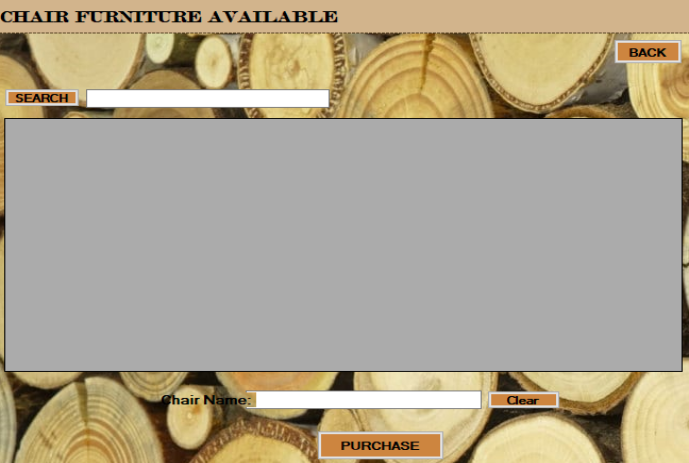 CHAIR FURNITURE AVAILABLE
BACK
SEARCH
Chair Name:
Clear
PURCHASE